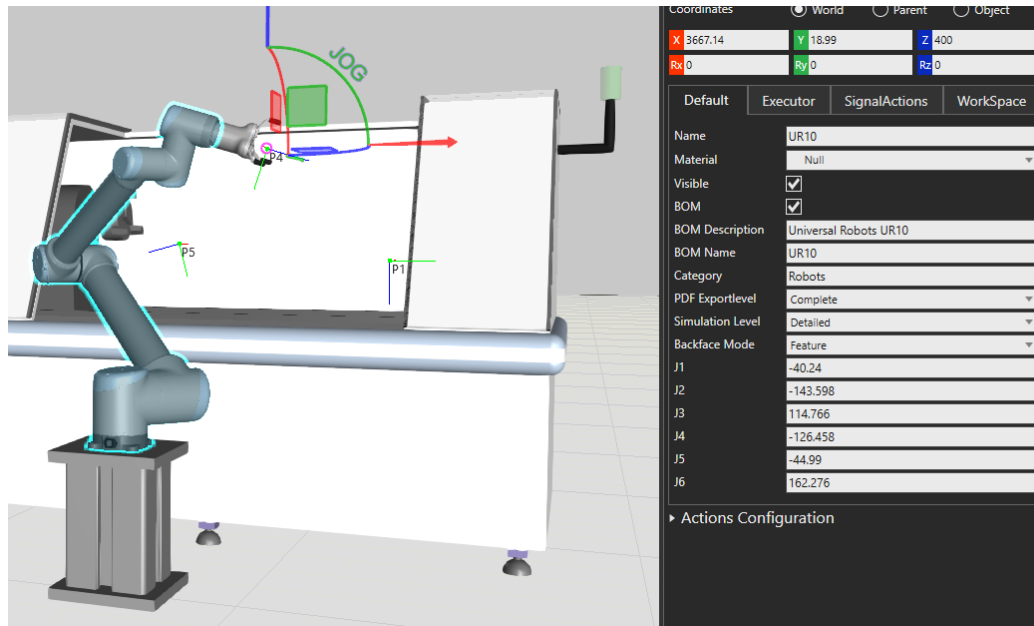 Coordinates World Parent Object
X 3667.14 Y 18.99 Z 400
Rx 0 Ry 0 Rz 0
Default Executor SignalActions WorkSpace
Name UR10
Material Null
Visible
BOM
BOM Description Universal Robots UR10
BOM Name UR10
Category Robots
PDF Exportlevel Complete
Simulation Level Detailed
Backface Mode Feature
J1 -40.24
J2 -143.598
J3 114.766
J4 -126.458
J5 -44.99
J6 162.276
Actions Configuration
JOG
P4
P5
P1